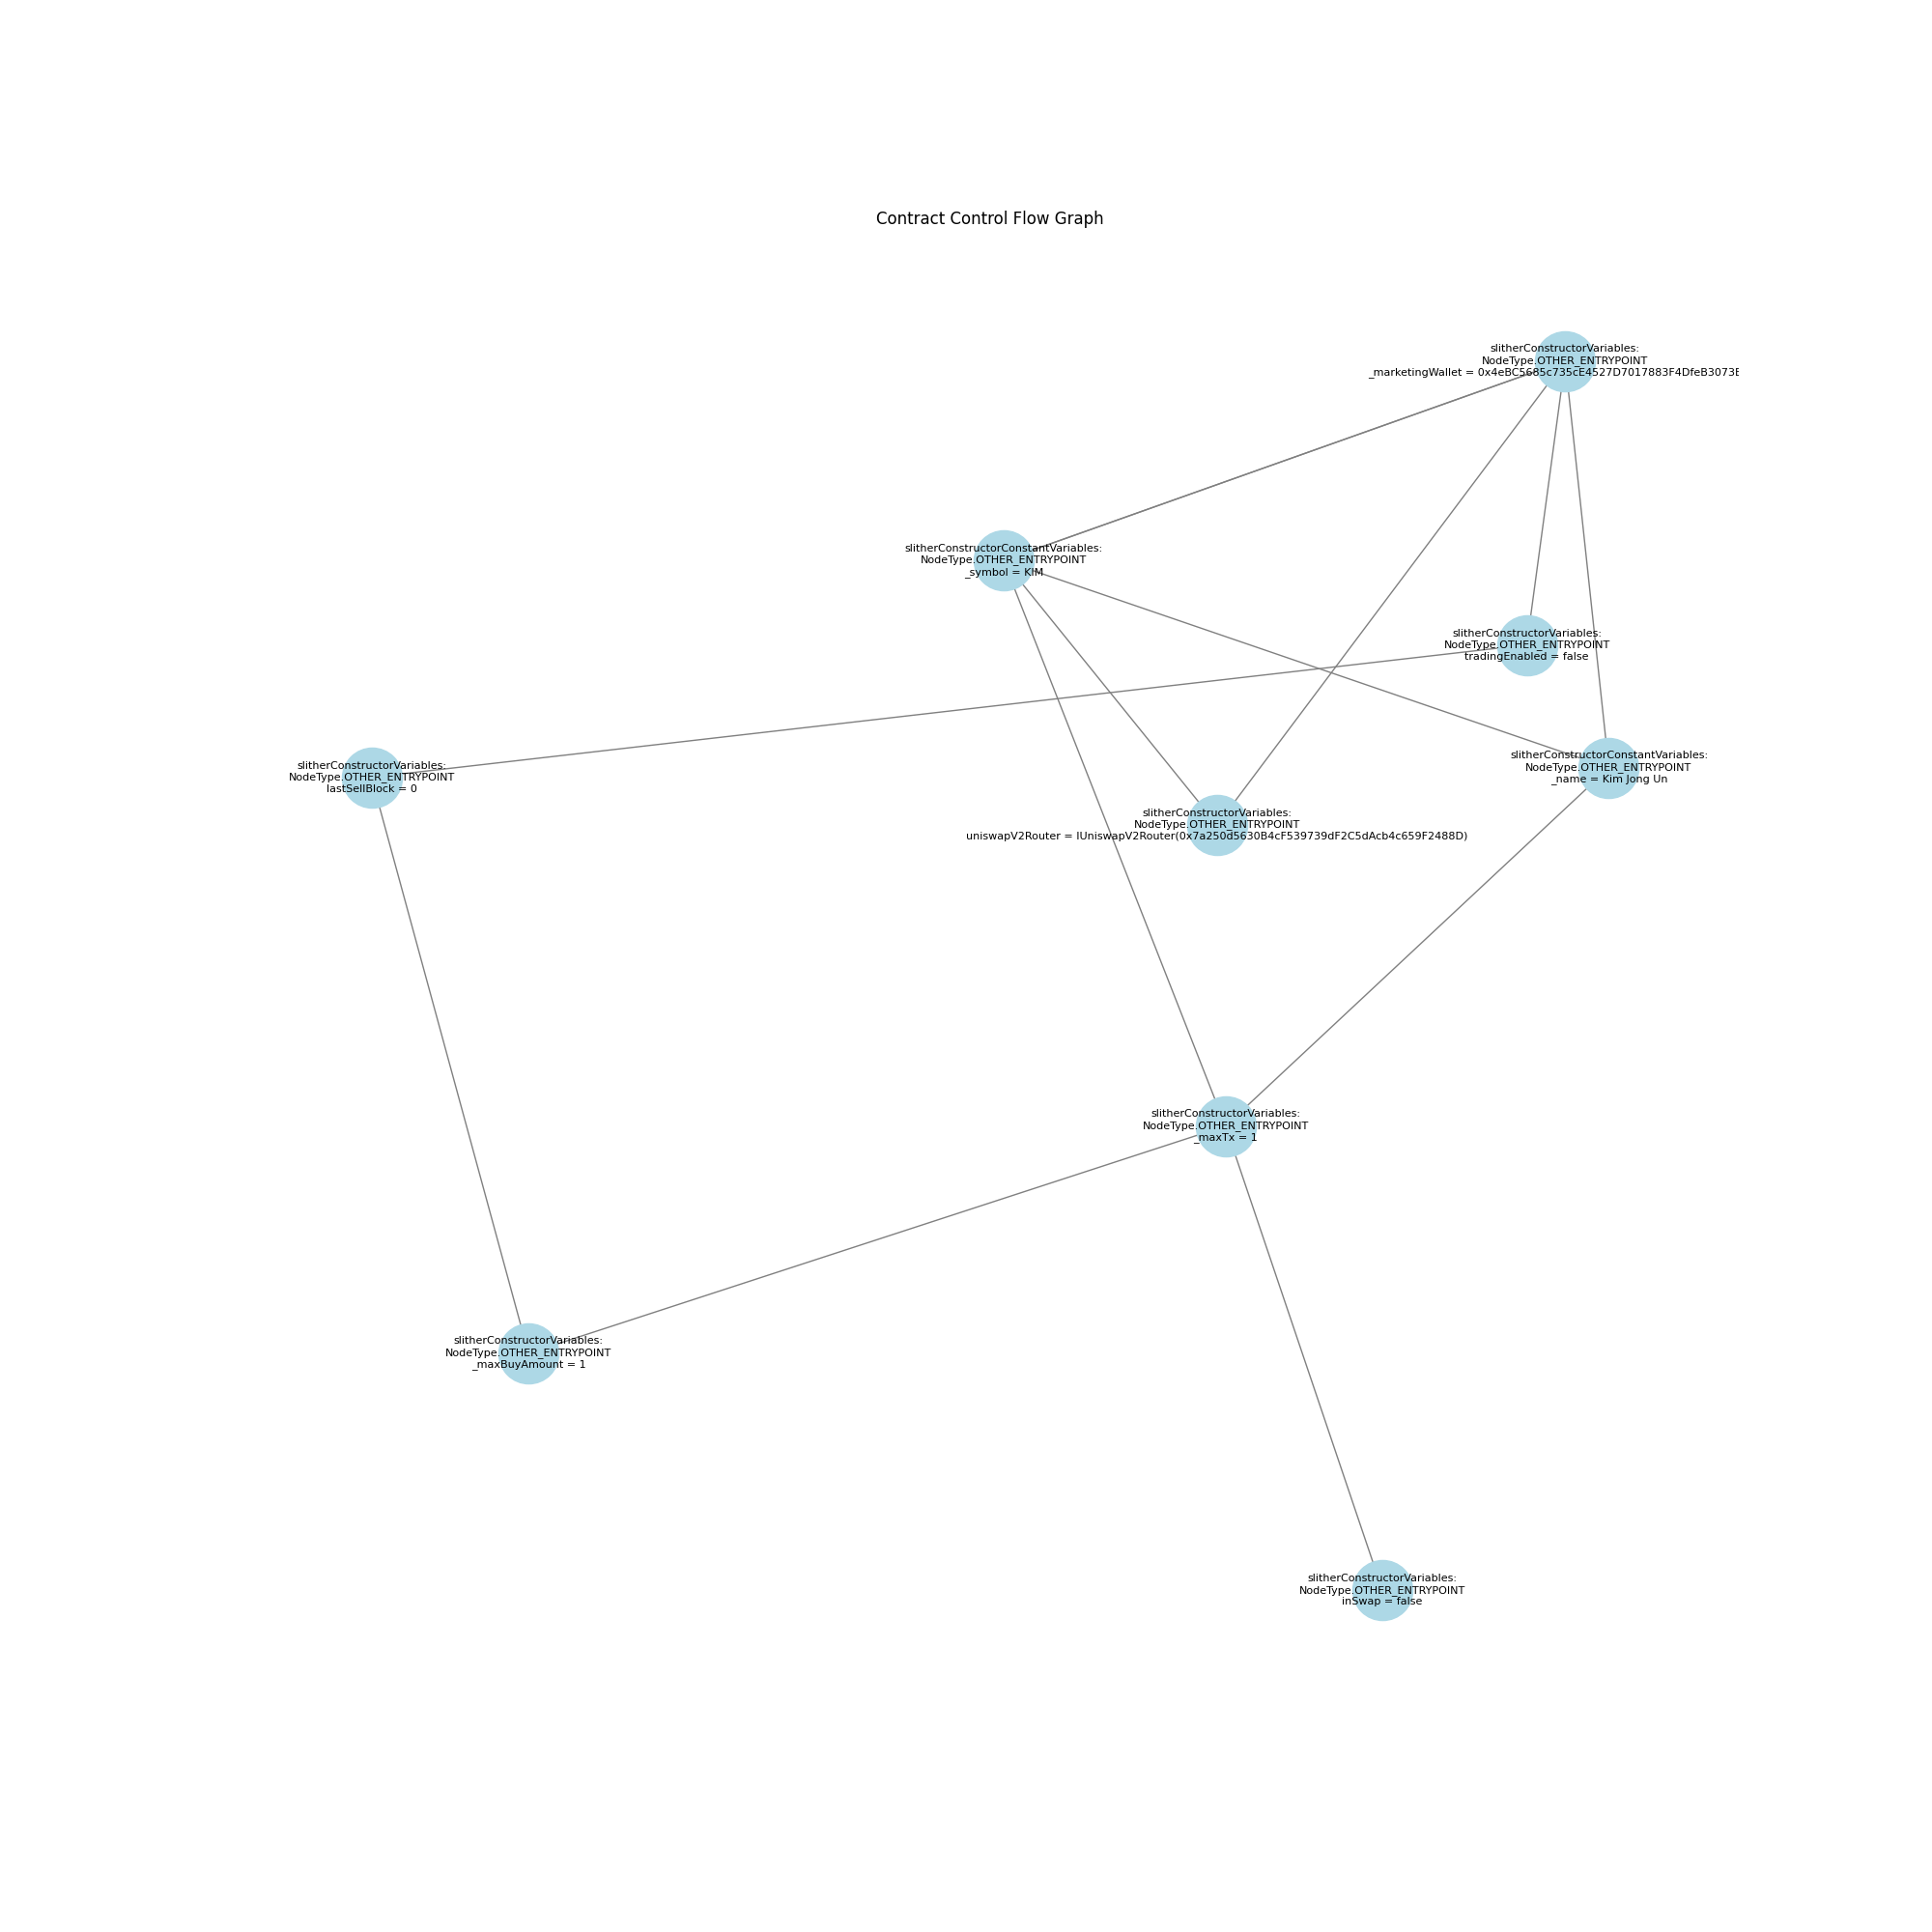 Contract Control Flow Graph
slitherConstructorVariables:
NodeType.OTHER_ENTRYPOINT
_marketingWallet = 0x4eBC5685c735cE4527D7017883F4DfeB3073E
slitherConstructorConstantVariables:
NodeType.OTHER_ENTRYPOINT
_symbol = KIM
slitherConstructorVariables:
NodeType.OTHER_ENTRYPOINT
tradingEnabled = false
slitherConstructorVariables:
NodeType.OTHER_ENTRYPOINT
lastSellBlock = 0
slitherConstructorConstantVariables:
NodeType.OTHER_ENTRYPOINT
_name = Kim Jong Un
slitherConstructorVariables:
NodeType.OTHER_ENTRYPOINT
uniswapV2Router = IUniswapV2Router(0x7a250d5630B4cF539739dF2C5dAcb4c659F2488D)
slitherConstructorVariables:
NodeType.OTHER_ENTRYPOINT
_maxTx = 1
slitherConstructorVariables:
NodeType.OTHER_ENTRYPOINT
_maxBuyAmount = 1
slitherConstructorVariables:
NodeType.OTHER_ENTRYPOINT
inSwap = false